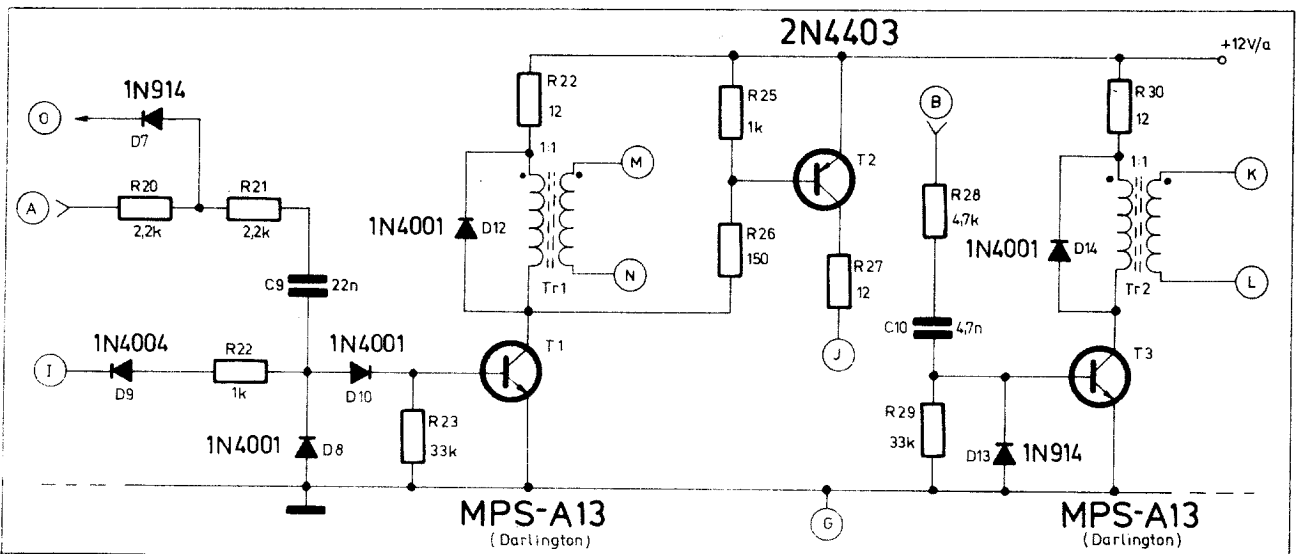 2N4403
+12V/a
1N914
O
D7
R22
12
R25
1k
B
R30
12
1:1
M
T2
1:1
K
A
R20
2,2k
R21
2,2k
1N4001
D12
R28
4,7k
1N4001
D14
N
Tr1
R26
150
R27
12
L
Tr2
C9
22n
C10
4,7n
I
1N4004
D9
R22
1k
1N4001
D10
T1
J
T3
R23
33k
R29
33k
1N4001
D8
D13
1N914
MPS-A13
(Darlington)
G
MPS-A13
(Darlington)